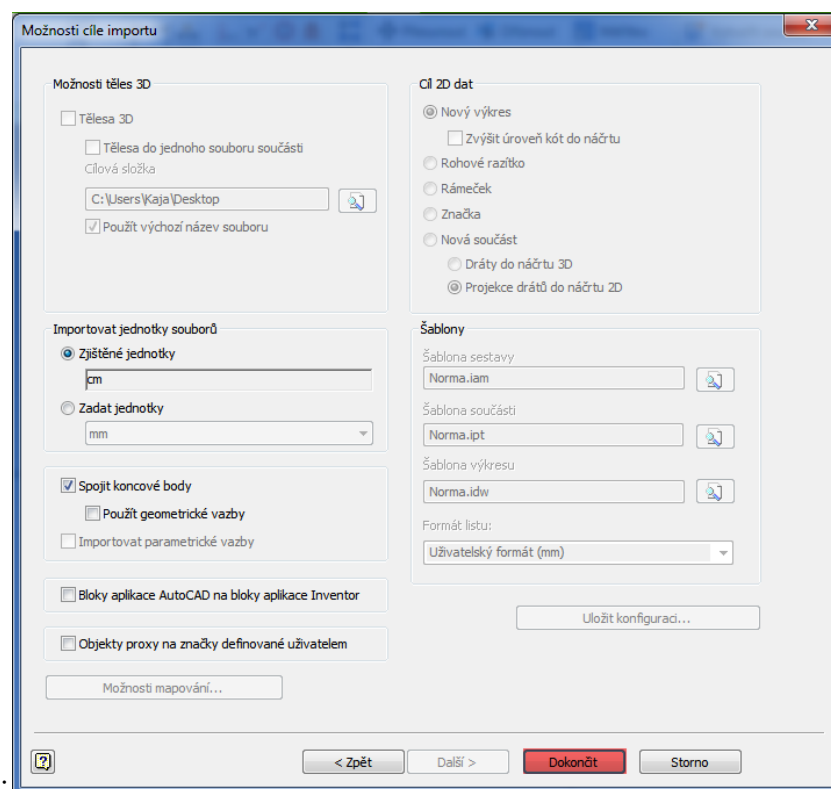 Možnosti cíle importu
Možnosti těles 3D
Tělesa 3D
Tělesa do jednoho souboru součásti
Cílová složka
C:\Users\Kaja\Desktop
Použít výchozí název souboru
Cíl 2D dat
Nový výkres
Zvýšit úroveň kót do náčrtu
Rohové razítko
Rámeček
Značka
Nová součást
Dráty do náčrtu 3D
Projekce drátů do náčrtu 2D
Importovat jednotky souborů
Zjištěné jednotky
cm
Zadat jednotky
mm
Šablony
Šablona sestavy
Norma.iam
Šablona součásti
Norma.ipt
Šablona výkresu
Norma.idw
Formát listu:
Uživatelský formát (mm)
Spojit koncové body
Použít geometrické vazby
Importovat parametrické vazby
Bloky aplikace AutoCAD na bloky aplikace Inventor
Objekty proxy na značky definované uživatelem
Uložit konfiguraci...
Možnosti mapování...
< Zpět
Další >
Dokončit
Storno
.